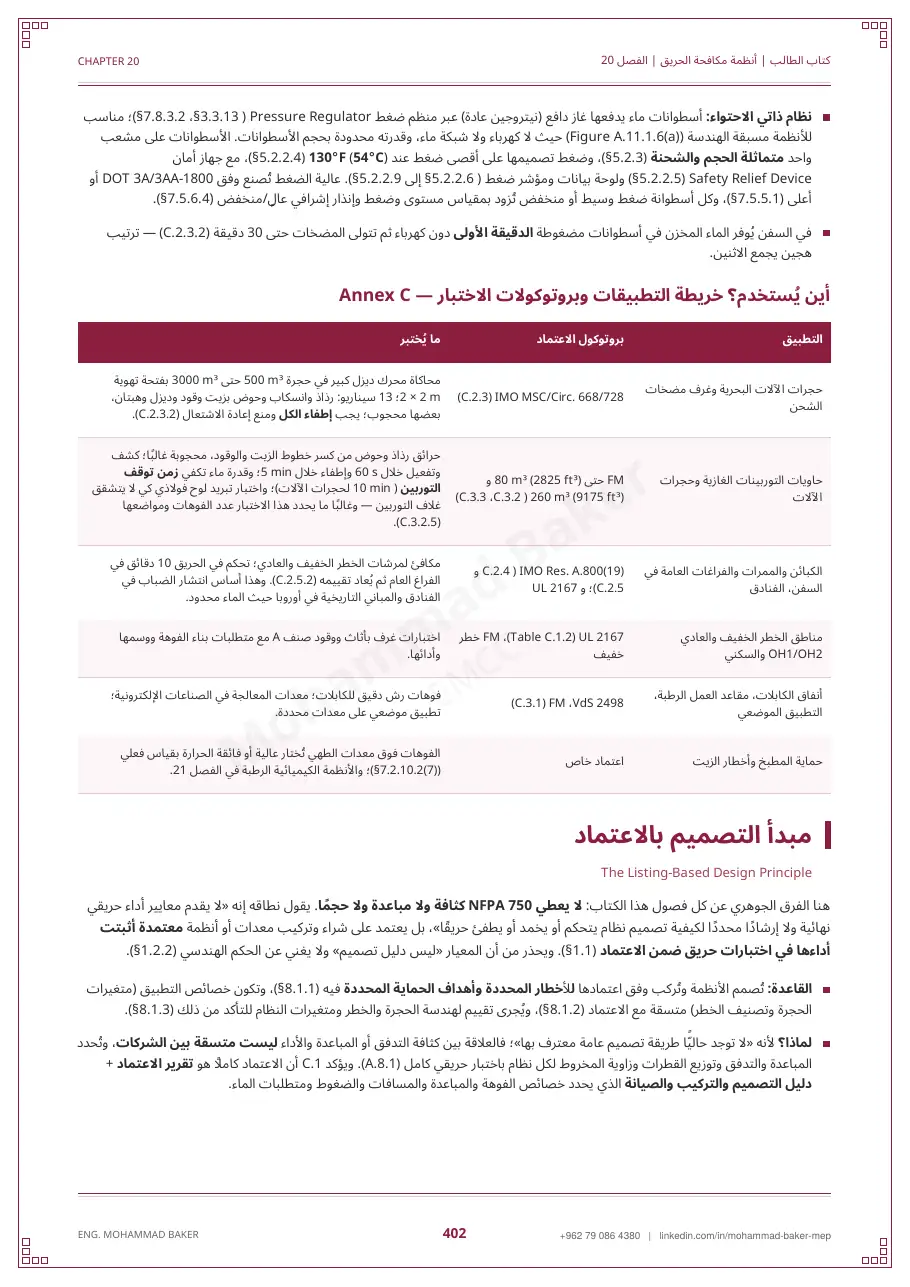 كتاب الطالب | أنظمة مكافحة الحريق | الفصل 20
CHAPTER 20
نظام ذاتي الاحتواء: أسطوانات ماء يدفعها غاز دافع (نيتروجين عادة) عبر منظم ضغط Pressure Regulator (§3.3.13، §7.8.3.2)؛ مناسب
للأنظمة مسبقة الهندسة (Figure A.11.1.6(a)) حيث لا كهرباء ولا شبكة ماء، وقدرته محدودة بحجم الأسطوانات. الأسطوانات على مشعب
واحد متماثلة الحجم والشحنة (§5.2.3)، وضغط تصميمها على أقصى ضغط عند 130°F (54°C) (§5.2.2.4)، مع جهاز أمان
Safety Relief Device (§5.2.2.5) ولوحة بيانات ومؤشر ضغط (§5.2.2.6 إلى §5.2.2.9). عالية الضغط تُصنع وفق DOT 3A/3AA-1800 أو
أعلى (§7.5.5.1)، وكل أسطوانة ضغط وسيط أو منخفض تُزود بمقياس مستوى وضغط وإنذار إشرافي عالٍ/منخفض (§7.5.6.4).
في السفن يُوفر الماء المخزن في أسطوانات مضغوطة الدقيقة الأولى دون كهرباء ثم تتولى المضخات حتى 30 دقيقة (C.2.3.2) — ترتيب
هجين يجمع الاثنين.
أين يُستخدم؟ خريطة التطبيقات وبروتوكولات الاختبار — Annex C
التطبيق
بروتوكول الاعتماد
ما يُختبر
حجرات الآلات البحرية وغرف مضخات
الشحن
IMO MSC/Circ. 668/728 (C.2.3)
محاكاة محرك ديزل كبير في حجرة 500 m³ حتى 3000 m³ بفتحة تهوية
2 × 2 m؛ 13 سيناريو: رذاذ وانسكاب وحوض بزيت وقود وديزل وهبتان،
بعضها محجوب؛ يجب إطفاء الكل ومنع إعادة الاشتعال (C.2.3.2).
حاويات التوربينات الغازية وحجرات
الآلات
FM حتى 80 m³ (2825 ft³) و
260 m³ (9175 ft³) (C.3.2، C.3.3)
حرائق رذاذ وحوض من كسر خطوط الزيت والوقود، محجوبة غالبًا؛ كشف
وتفعيل خلال 60 s وإطفاء خلال 5 min؛ وقدرة ماء تكفي زمن توقف
التوربين (10 min لحجرات الآلات)؛ واختبار تبريد لوح فولاذي كي لا يتشقق
غلاف التوربين — وغالبًا ما يحدد هذا الاختبار عدد الفوهات ومواضعها
(C.3.2.5).
الكبائن والممرات والفراغات العامة في
السفن، الفنادق
IMO Res. A.800(19) (C.2.4 و
C.2.5)؛ و UL 2167
مكافئ لمرشات الخطر الخفيف والعادي؛ تحكم في الحريق 10 دقائق في
الفراغ العام ثم يُعاد تقييمه (C.2.5.2). وهذا أساس انتشار الضباب في
الفنادق والمباني التاريخية في أوروبا حيث الماء محدود.
مناطق الخطر الخفيف والعادي
OH1/OH2 والسكني
UL 2167 (Table C.1.2)، FM خطر
خفيف
اختبارات غرف بأثاث ووقود صنف A مع متطلبات بناء الفوهة ووسمها
وأدائها.
أنفاق الكابلات، مقاعد العمل الرطبة،
التطبيق الموضعي
VdS 2498، FM (C.3.1)
فوهات رش دقيق للكابلات؛ معدات المعالجة في الصناعات الإلكترونية؛
تطبيق موضعي على معدات محددة.
حماية المطبخ وأخطار الزيت
اعتماد خاص
الفوهات فوق معدات الطهي تُختار عالية أو فائقة الحرارة بقياس فعلي
(§7.2.10.2(7))؛ والأنظمة الكيميائية الرطبة في الفصل 21.
مبدأ التصميم بالاعتماد
The Listing-Based Design Principle
هنا الفرق الجوهري عن كل فصول هذا الكتاب: لا يعطي NFPA 750 كثافة ولا مباعدة ولا حجمًا. يقول نطاقه إنه «لا يقدم معايير أداء حريقي
نهائية ولا إرشادًا محددًا لكيفية تصميم نظام يتحكم أو يخمد أو يطفئ حريقًا»، بل يعتمد على شراء وتركيب معدات أو أنظمة معتمدة أثبتت
أداءها في اختبارات حريق ضمن الاعتماد (§1.1). ويحذر من أن المعيار «ليس دليل تصميم» ولا يغني عن الحكم الهندسي (§1.2.2).
القاعدة: تُصمم الأنظمة وتُركب وفق اعتمادها للأخطار المحددة وأهداف الحماية المحددة فيه (§8.1.1)، وتكون خصائص التطبيق (متغيرات
الحجرة وتصنيف الخطر) متسقة مع الاعتماد (§8.1.2)، ويُجرى تقييم لهندسة الحجرة والخطر ومتغيرات النظام للتأكد من ذلك (§8.1.3).
لماذا؟ لأنه «لا توجد حاليًّا طريقة تصميم عامة معترف بها»؛ فالعلاقة بين كثافة التدفق أو المباعدة والأداء ليست متسقة بين الشركات، وتُحدد
المباعدة والتدفق وتوزيع القطرات وزاوية المخروط لكل نظام باختبار حريقي كامل (A.8.1). ويؤكد C.1 أن الاعتماد كاملًا هو تقرير الاعتماد +
دليل التصميم والتركيب والصيانة الذي يحدد خصائص الفوهة والمباعدة والمسافات والضغوط ومتطلبات الماء.
ENG. MOHAMMAD BAKER
402
+962 79 086 4380 | linkedin.com/in/mohammad-baker-mep
Mohammad Baker